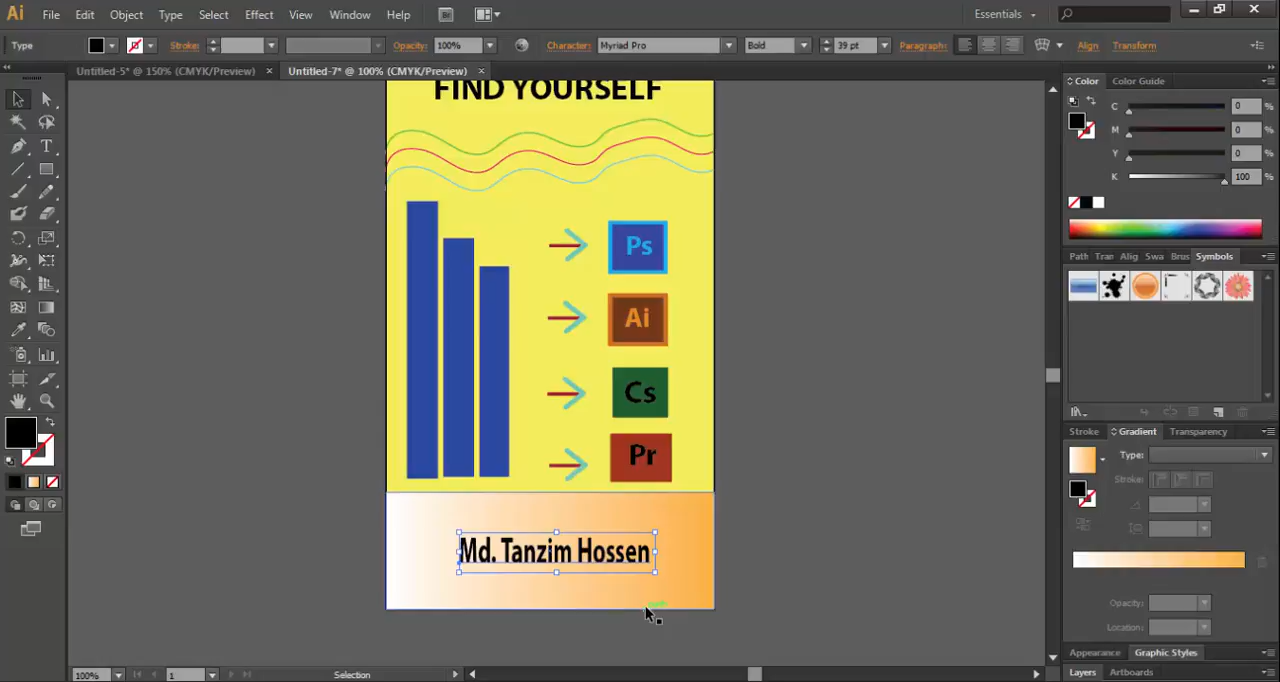 Ai File Edit Object Type Select Effect View Window Help Br Essentials
Type Stroke: Opacity: 100% Character: Myriad Pro Bold 39 pt Paragraph: Align Transform
Untitled-5* @ 150% (CMYK/Preview) Untitled-7* @ 100% (CMYK/Preview)
Color Color Guide
C 0 %
M 0 %
Y 0 %
K 100 %
Path Tran Alig Swa Brus Symbols
Stroke Gradient Transparency
Type:
Stroke:
Opacity:
Location:
Appearance Graphic Styles
Layers Artboards
FIND YOURSELF
Ps
Ai
Cs
Pr
Md. Tanzim Hossen
100% 1 Selection